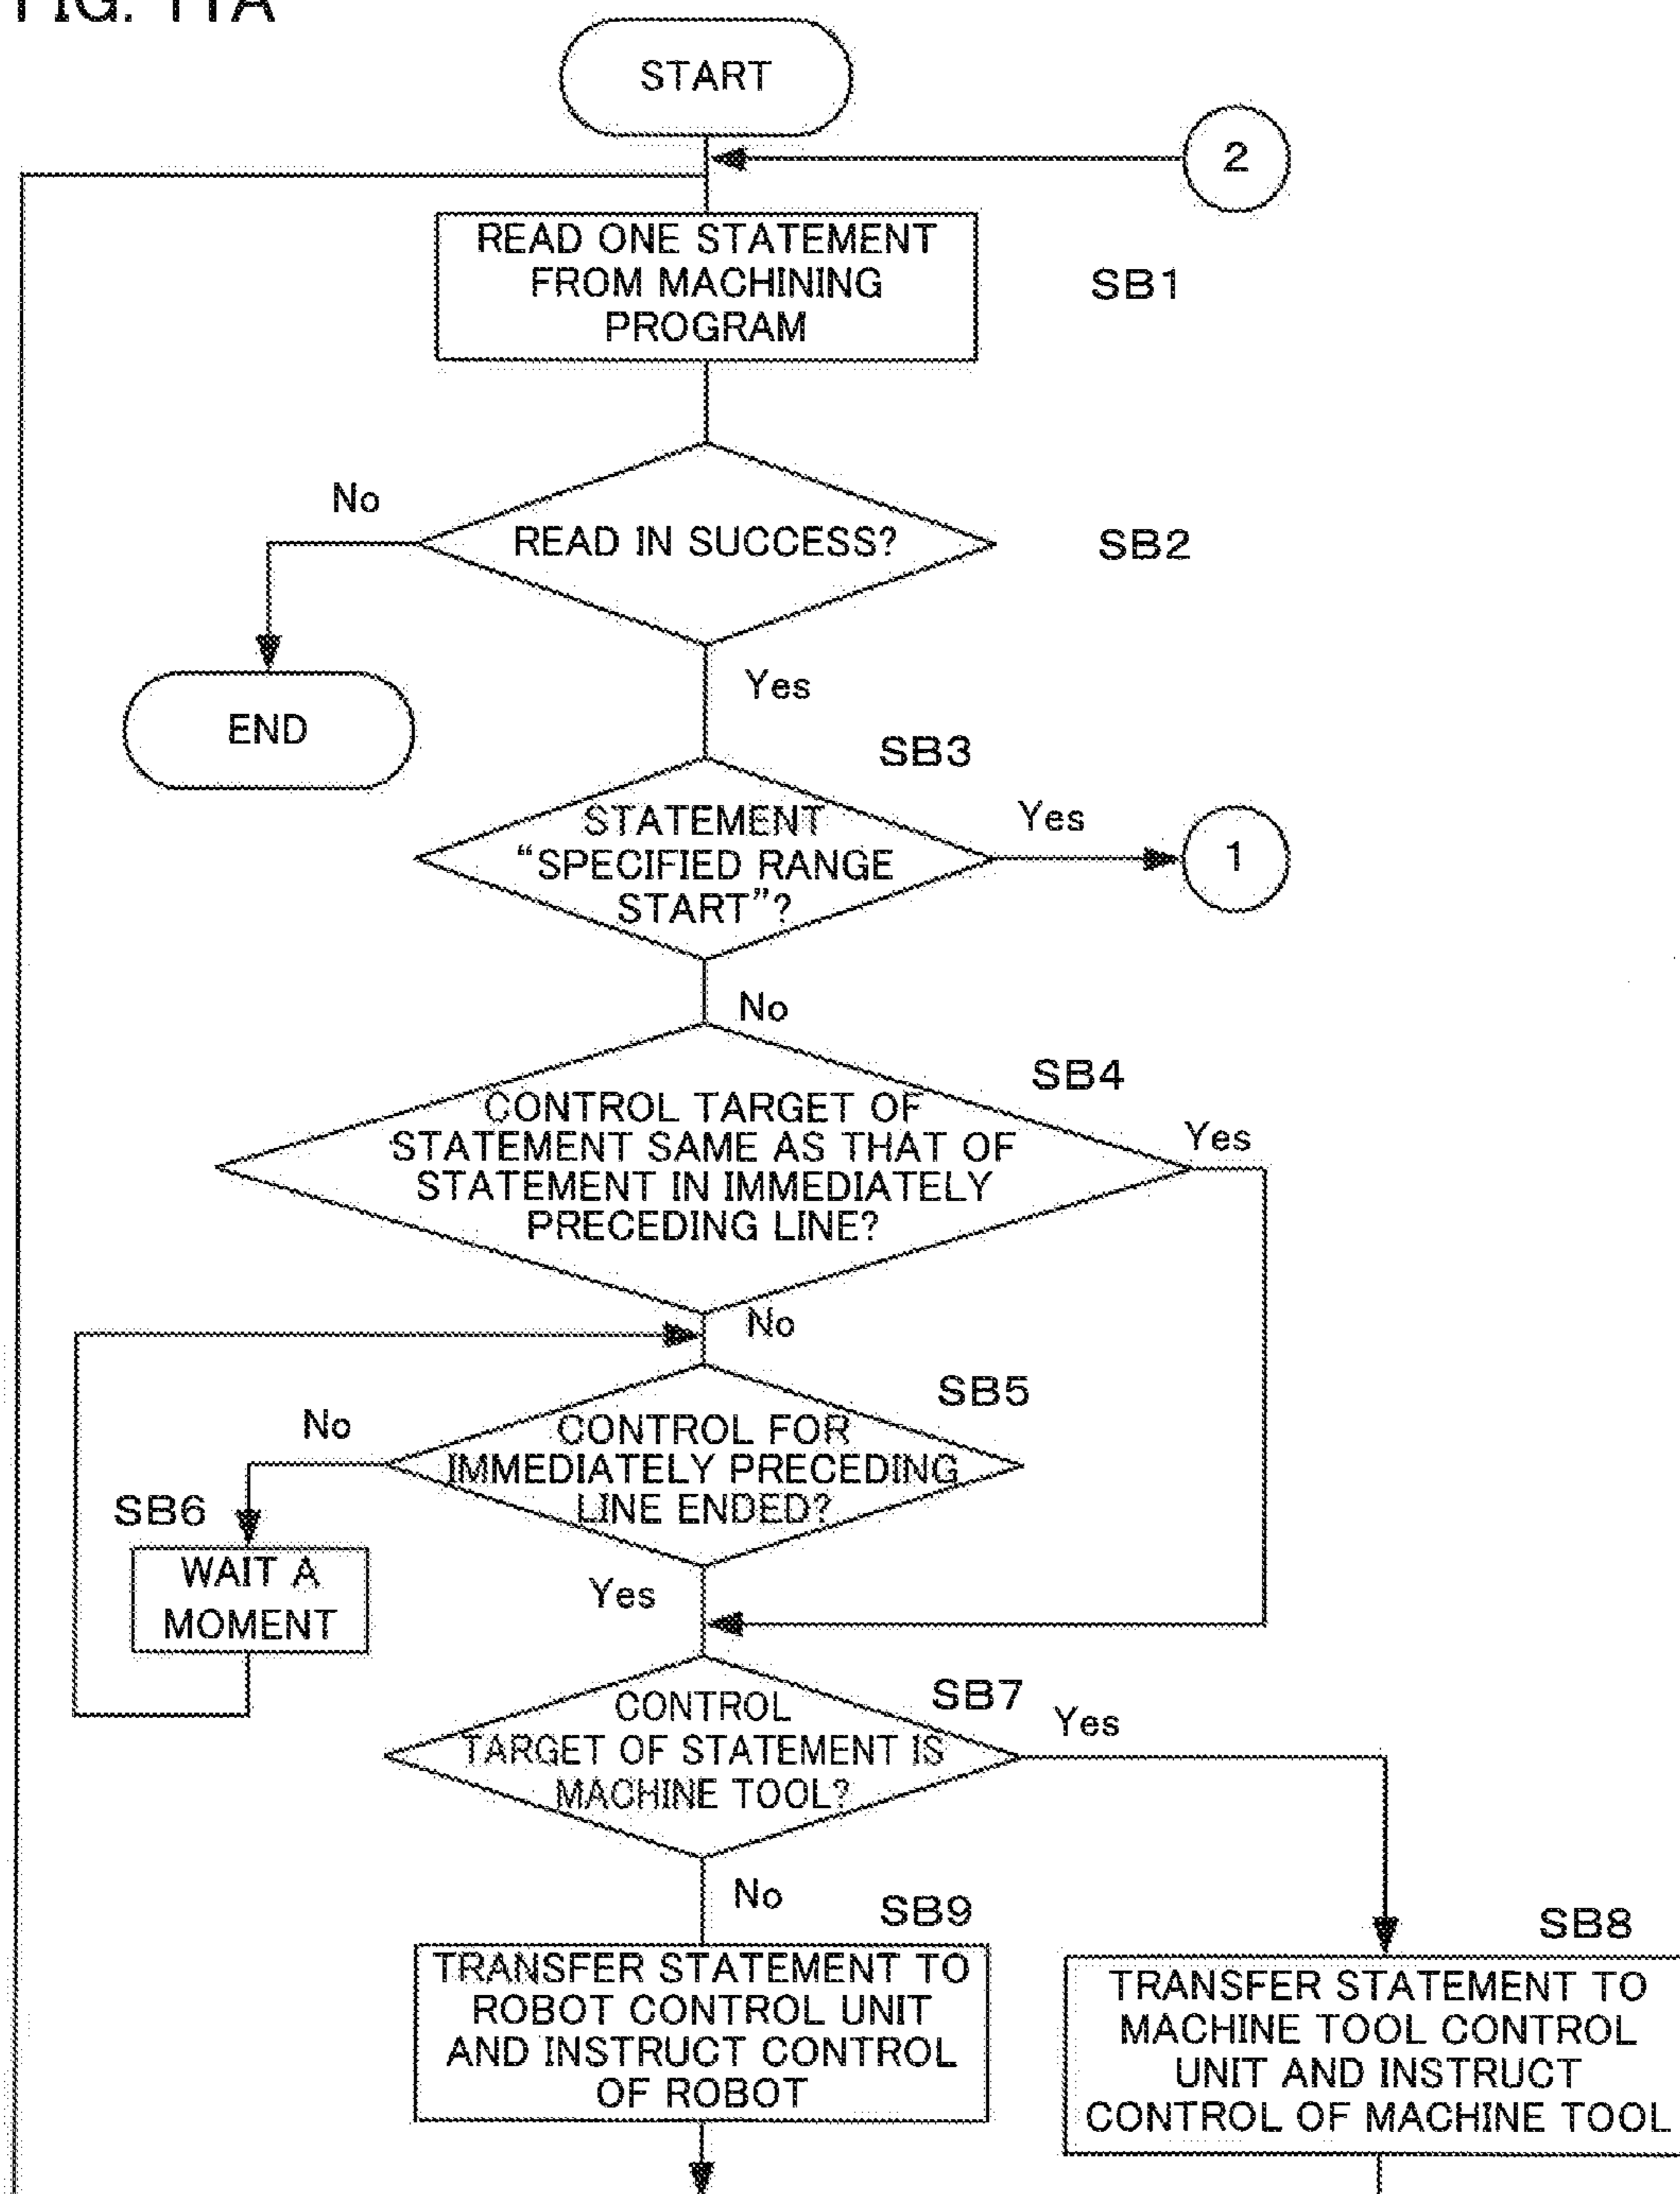 FIG. 11A
START
2
READ ONE STATEMENT
FROM MACHINING
PROGRAM
SB1
No
READ IN SUCCESS?
SB2
Yes
END
SB3
STATEMENT
“SPECIFIED RANGE
START”?
Yes
1
No
SB4
CONTROL TARGET OF
STATEMENT SAME AS THAT OF
STATEMENT IN IMMEDIATELY
PRECEDING LINE?
Yes
No
SB5
No
CONTROL FOR
IMMEDIATELY PRECEDING
LINE ENDED?
SB6
WAIT A
MOMENT
Yes
SB7
CONTROL
TARGET OF STATEMENT IS
MACHINE TOOL?
Yes
No
SB9
TRANSFER STATEMENT TO
ROBOT CONTROL UNIT
AND INSTRUCT CONTROL
OF ROBOT
SB8
TRANSFER STATEMENT TO
MACHINE TOOL CONTROL
UNIT AND INSTRUCT
CONTROL OF MACHINE TOOL